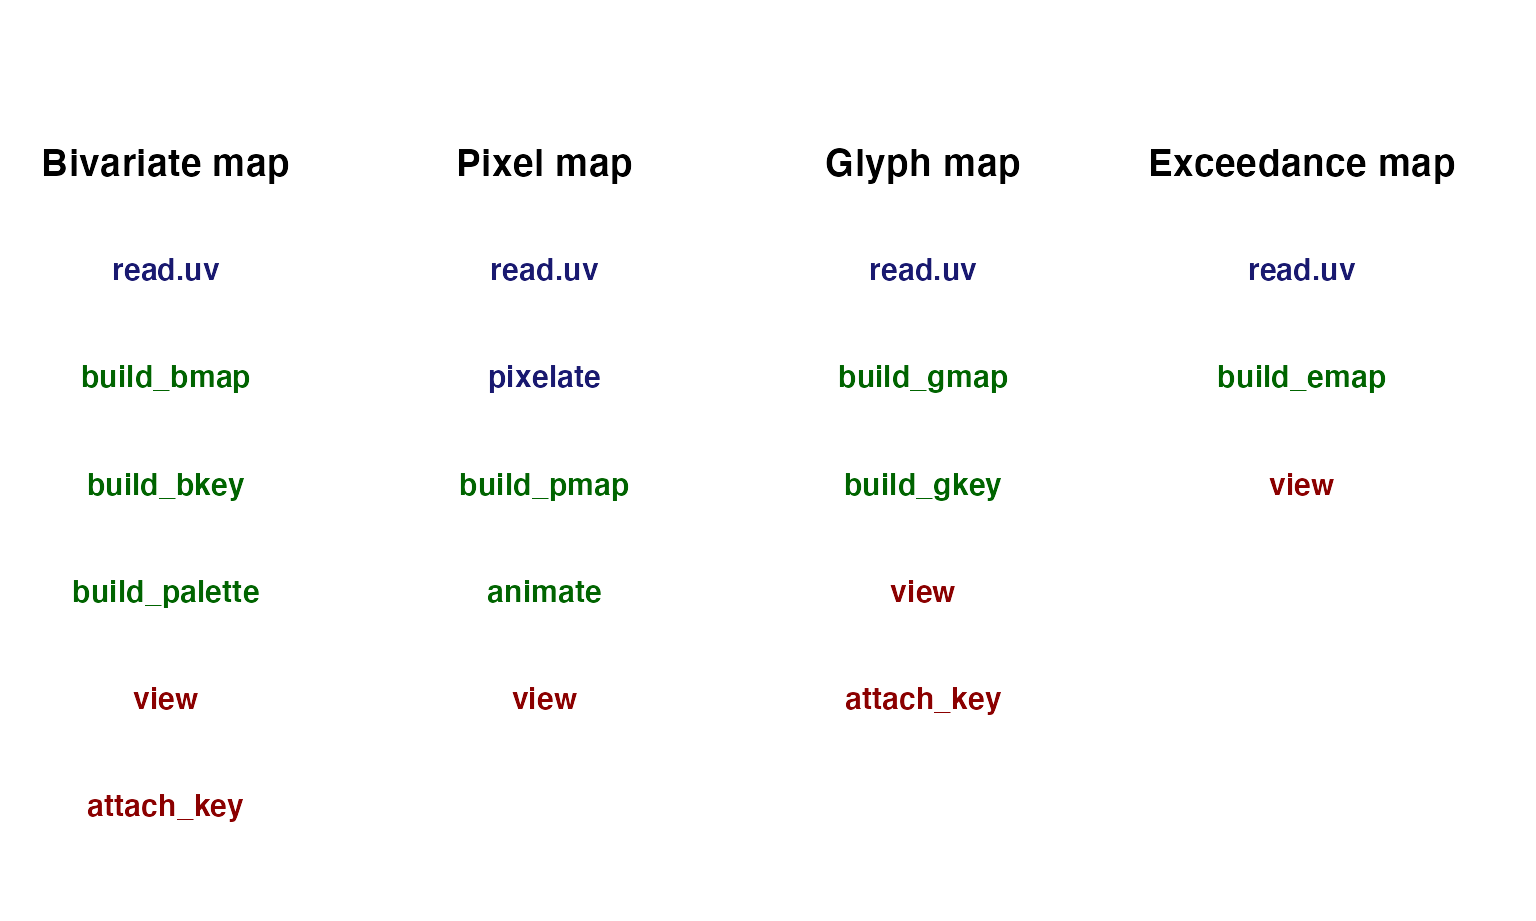 Bivariate map Pixel map Glyph map Exceedance map
read.uv read.uv read.uv read.uv
build_bmap pixelate build_gmap build_emap
build_bkey build_pmap build_gkey view
build_palette animate view
view view attach_key
attach_key